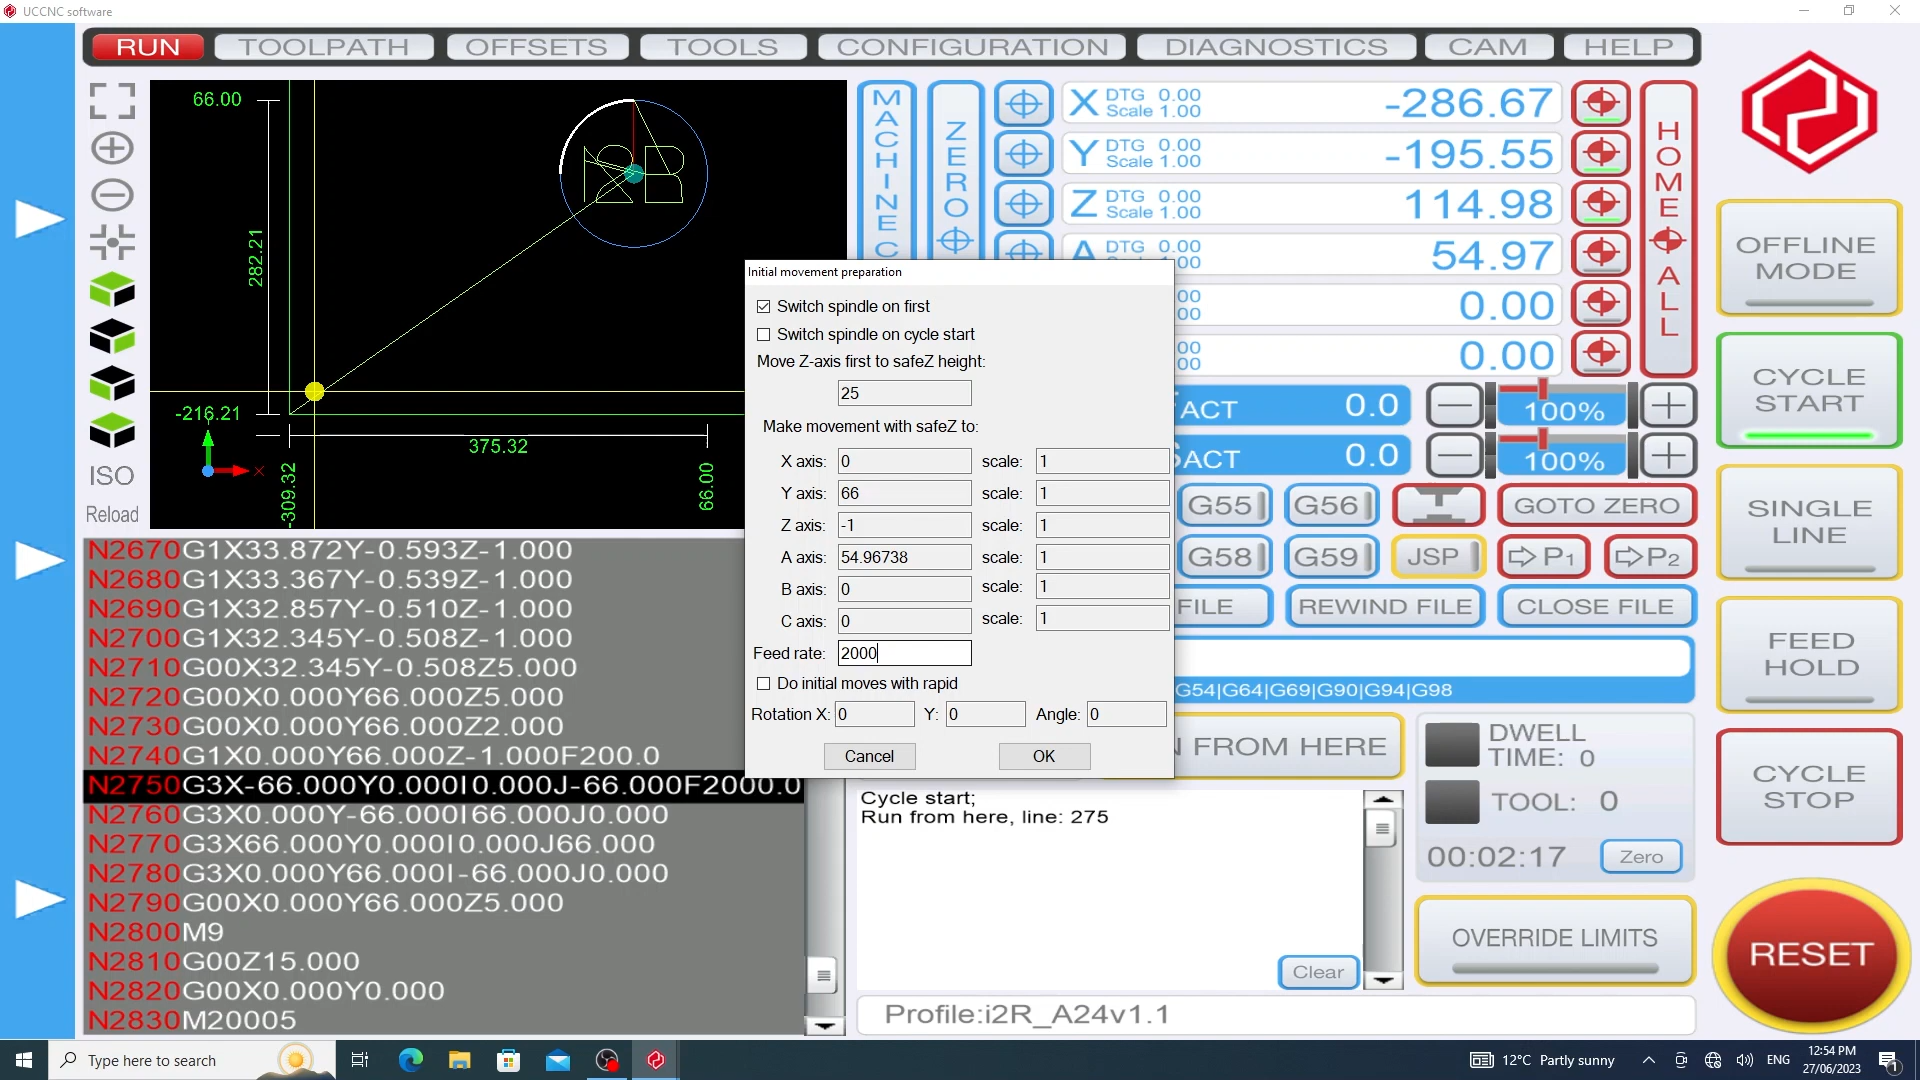 UCCNC software
RUN
TOOLPATH
OFFSETS
TOOLS
CONFIGURATION
DIAGNOSTICS
CAM
HELP
66.00
282.21
-216.21
375.32
-309.32
66.00
X
ISO
Reload
MACHINE C
ZERO
X DTG 0.00 Scale 1.00 -286.67
Y DTG 0.00 Scale 1.00 -195.55
Z DTG 0.00 Scale 1.00 114.98
A DTG 0.00 Scale 1.00 54.97
00
00
0.00
00
00
0.00
HOME ALL
ACT 0.0
100%
ACT 0.0
100%
G55
G56
GOTO ZERO
G58
G59
JSP
P1
P2
FILE
REWIND FILE
CLOSE FILE
G54|G64|G69|G90|G94|G98
FROM HERE
DWELL
TIME: 0
TOOL: 0
00:02:17
Zero
OVERRIDE LIMITS
Cycle start;
Run from here, line: 275
Clear
Profile:i2R_A24v1.1
OFFLINE
MODE
CYCLE
START
SINGLE
LINE
FEED
HOLD
CYCLE
STOP
RESET
Initial movement preparation
Switch spindle on first
Switch spindle on cycle start
Move Z-axis first to safeZ height:
25
Make movement with safeZ to:
X axis: 0 scale: 1
Y axis: 66 scale: 1
Z axis: -1 scale: 1
A axis: 54.96738 scale: 1
B axis: 0 scale: 1
C axis: 0 scale: 1
Feed rate: 2000
Do initial moves with rapid
Rotation X: 0 Y: 0 Angle: 0
Cancel
OK
N2670G1X33.872Y-0.593Z-1.000
N2680G1X33.367Y-0.539Z-1.000
N2690G1X32.857Y-0.510Z-1.000
N2700G1X32.345Y-0.508Z-1.000
N2710G00X32.345Y-0.508Z5.000
N2720G00X0.000Y66.000Z5.000
N2730G00X0.000Y66.000Z2.000
N2740G1X0.000Y66.000Z-1.000F200.0
N2750G3X-66.000Y0.000I0.000J-66.000F2000.0
N2760G3X0.000Y-66.000I66.000J0.000
N2770G3X66.000Y0.000I0.000J66.000
N2780G3X0.000Y66.000I-66.000J0.000
N2790G00X0.000Y66.000Z5.000
N2800M9
N2810G00Z15.000
N2820G00X0.000Y0.000
N2830M20005
Type here to search
12°C Partly sunny
ENG
12:54 PM
27/06/2023
1